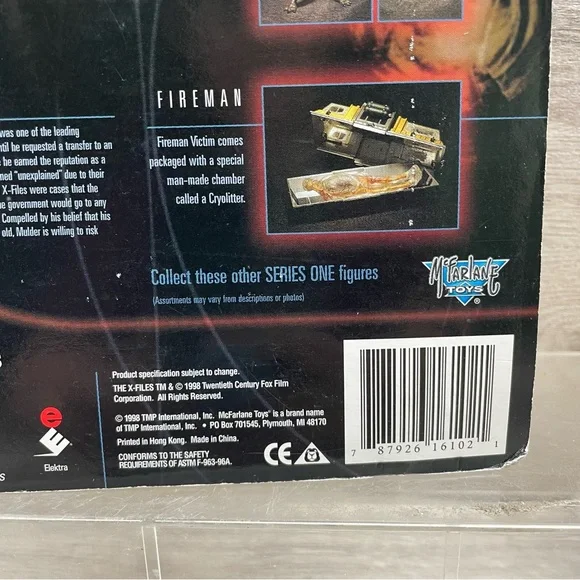 FIREMAN
Fireman Victim comes
packaged with a special
man-made chamber
called a Cryolitter.
was one of the leading
he requested a transfer to an
he earned the reputation as a
"unexplained" due to their
X-Files were cases that the
government would go to any
Compelled by his belief that his
old, Mulder is willing to risk
Collect these other SERIES ONE figures
(Assortments may vary from descriptions or photos)
McFARLANE
TOYS
®
Product specification subject to change.
THE X-FILES TM & © 1998 Twentieth Century Fox Film
Corporation. All Rights Reserved.
© 1998 TMP International, Inc. McFarlane Toys® is a brand name
of TMP International, Inc. • PO Box 701545, Plymouth, MI 48170
Printed in Hong Kong. Made in China.
CONFORMS TO THE SAFETY
REQUIREMENTS OF ASTM F-963-96A.
e
Elektra
CE
7 87926 16102 1